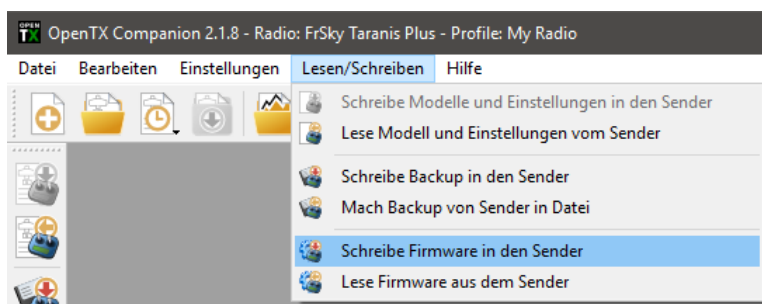 OPEN TX OpenTX Companion 2.1.8 - Radio: FrSky Taranis Plus - Profile: My Radio
Datei Bearbeiten Einstellungen Lesen/Schreiben Hilfe
Schreibe Modelle und Einstellungen in den Sender
Lese Modell und Einstellungen vom Sender
Schreibe Backup in den Sender
Mach Backup von Sender in Datei
Schreibe Firmware in den Sender
Lese Firmware aus dem Sender